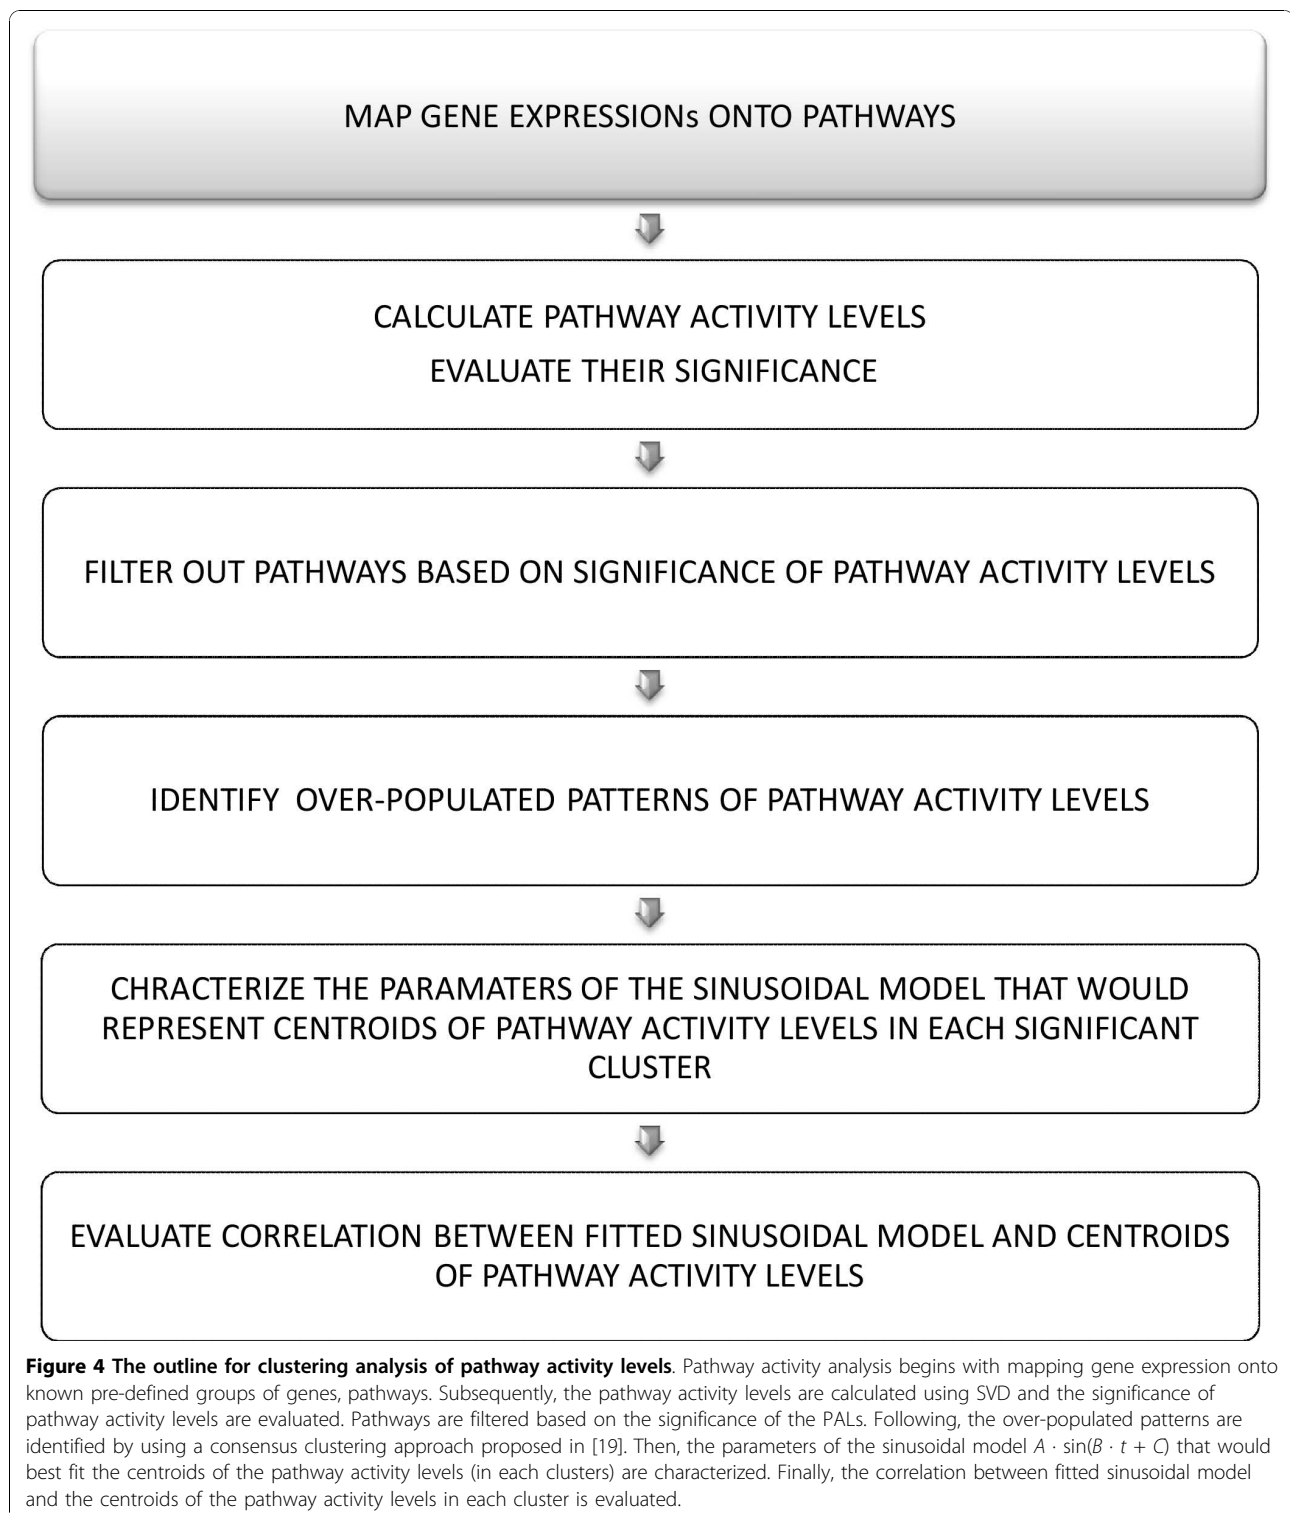 MAP GENE EXPRESSIONs ONTO PATHWAYS
CALCULATE PATHWAY ACTIVITY LEVELS
EVALUATE THEIR SIGNIFICANCE
FILTER OUT PATHWAYS BASED ON SIGNIFICANCE OF PATHWAY ACTIVITY LEVELS
IDENTIFY OVER-POPULATED PATTERNS OF PATHWAY ACTIVITY LEVELS
CHRACTERIZE THE PARAMATERS OF THE SINUSOIDAL MODEL THAT WOULD
REPRESENT CENTROIDS OF PATHWAY ACTIVITY LEVELS IN EACH SIGNIFICANT
CLUSTER
EVALUATE CORRELATION BETWEEN FITTED SINUSOIDAL MODEL AND CENTROIDS
OF PATHWAY ACTIVITY LEVELS
Figure 4 The outline for clustering analysis of pathway activity levels. Pathway activity analysis begins with mapping gene expression onto
known pre-defined groups of genes, pathways. Subsequently, the pathway activity levels are calculated using SVD and the significance of
pathway activity levels are evaluated. Pathways are filtered based on the significance of the PALs. Following, the over-populated patterns are
identified by using a consensus clustering approach proposed in [19]. Then, the parameters of the sinusoidal model A · sin(B · t + C) that would
best fit the centroids of the pathway activity levels (in each clusters) are characterized. Finally, the correlation between fitted sinusoidal model
and the centroids of the pathway activity levels in each cluster is evaluated.